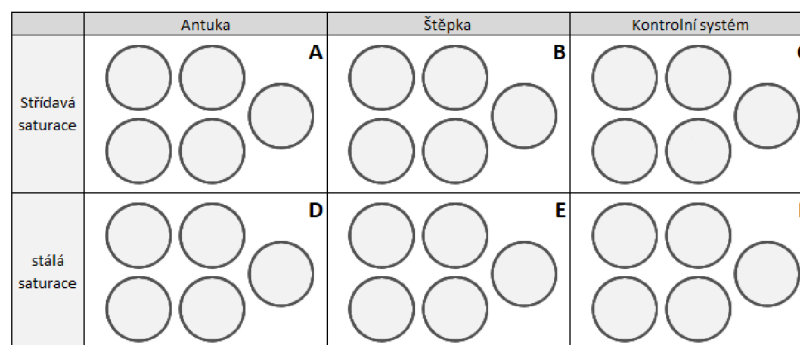 Antuka Štěpka Kontrolní systém
Střídavá
saturace
A B
stálá
saturace
D E